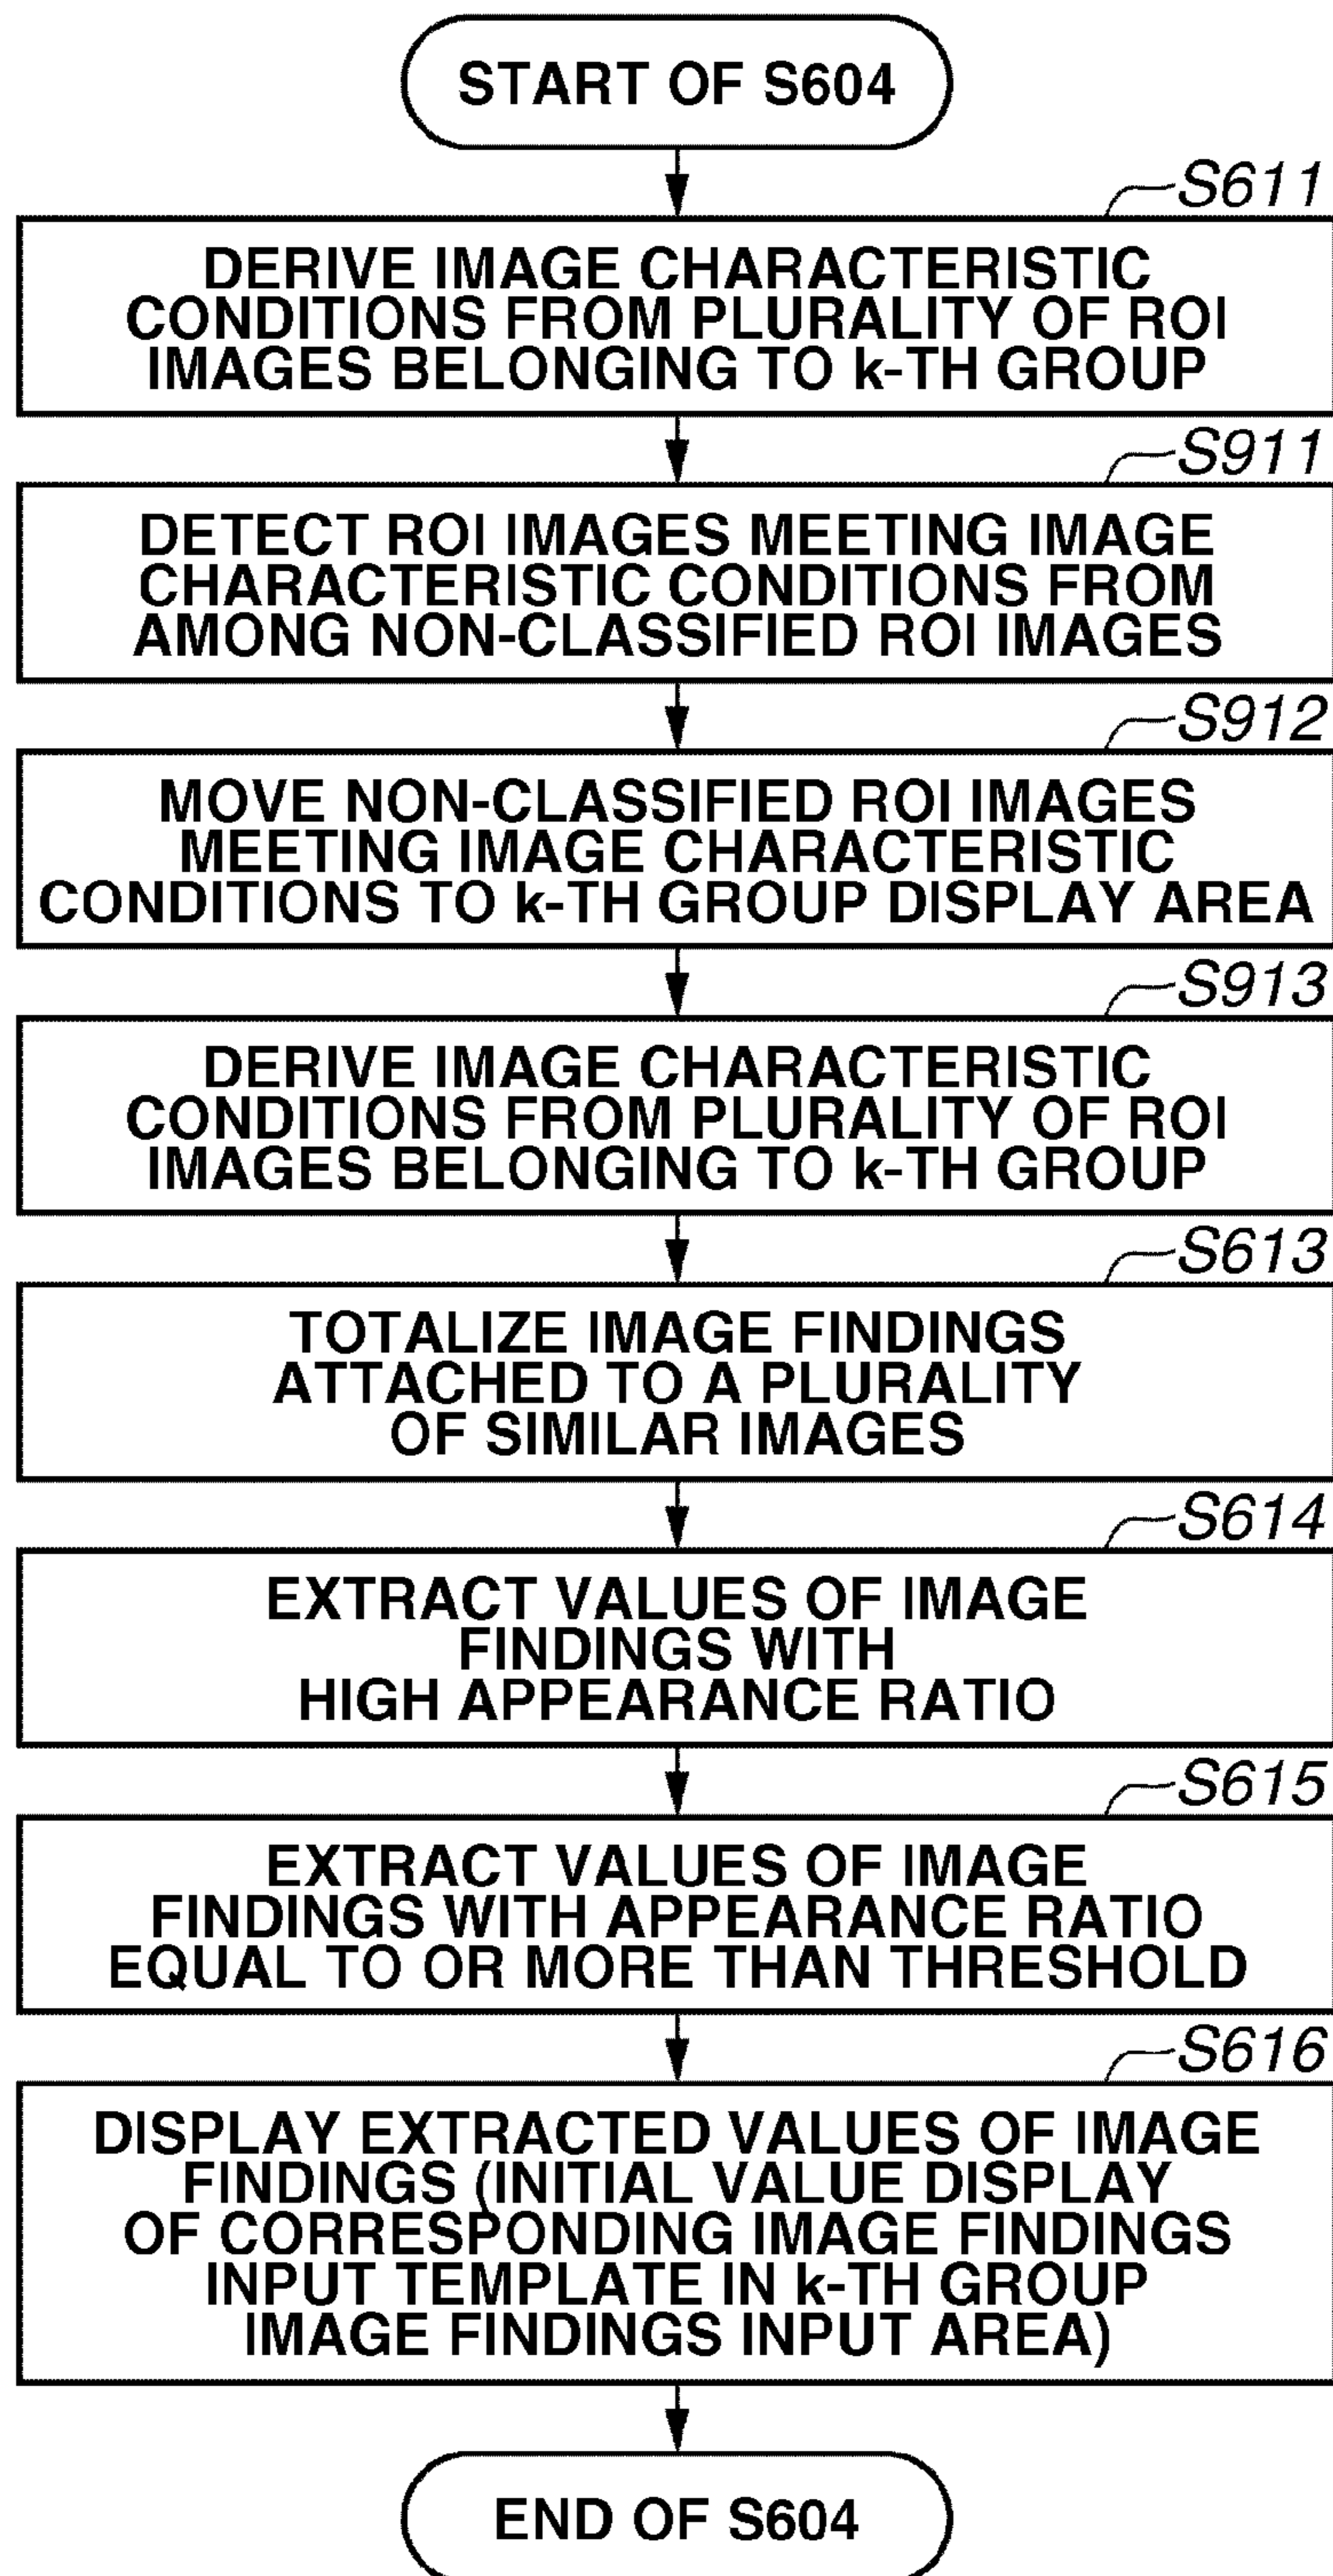 START OF S604
S611
DERIVE IMAGE CHARACTERISTIC
CONDITIONS FROM PLURALITY OF ROI
IMAGES BELONGING TO k-TH GROUP
S911
DETECT ROI IMAGES MEETING IMAGE
CHARACTERISTIC CONDITIONS FROM
AMONG NON-CLASSIFIED ROI IMAGES
S912
MOVE NON-CLASSIFIED ROI IMAGES
MEETING IMAGE CHARACTERISTIC
CONDITIONS TO k-TH GROUP DISPLAY AREA
S913
DERIVE IMAGE CHARACTERISTIC
CONDITIONS FROM PLURALITY OF ROI
IMAGES BELONGING TO k-TH GROUP
S613
TOTALIZE IMAGE FINDINGS
ATTACHED TO A PLURALITY
OF SIMILAR IMAGES
S614
EXTRACT VALUES OF IMAGE
FINDINGS WITH
HIGH APPEARANCE RATIO
S615
EXTRACT VALUES OF IMAGE
FINDINGS WITH APPEARANCE RATIO
EQUAL TO OR MORE THAN THRESHOLD
S616
DISPLAY EXTRACTED VALUES OF IMAGE
FINDINGS (INITIAL VALUE DISPLAY
OF CORRESPONDING IMAGE FINDINGS
INPUT TEMPLATE IN k-TH GROUP
IMAGE FINDINGS INPUT AREA)
END OF S604